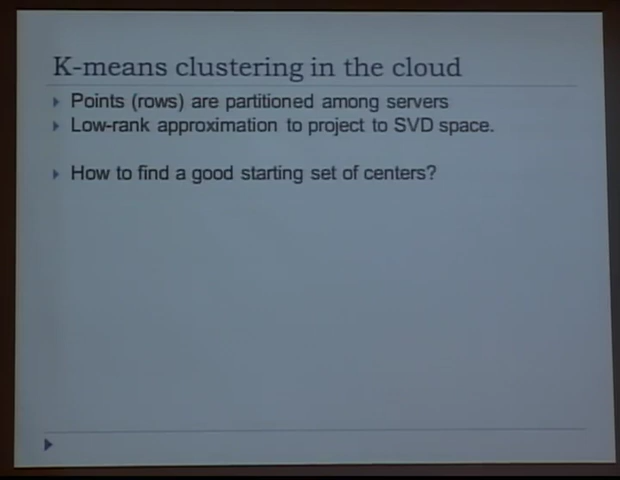 K-means clustering in the cloud
Points (rows) are partitioned among servers
Low-rank approximation to project to SVD space.
How to find a good starting set of centers?